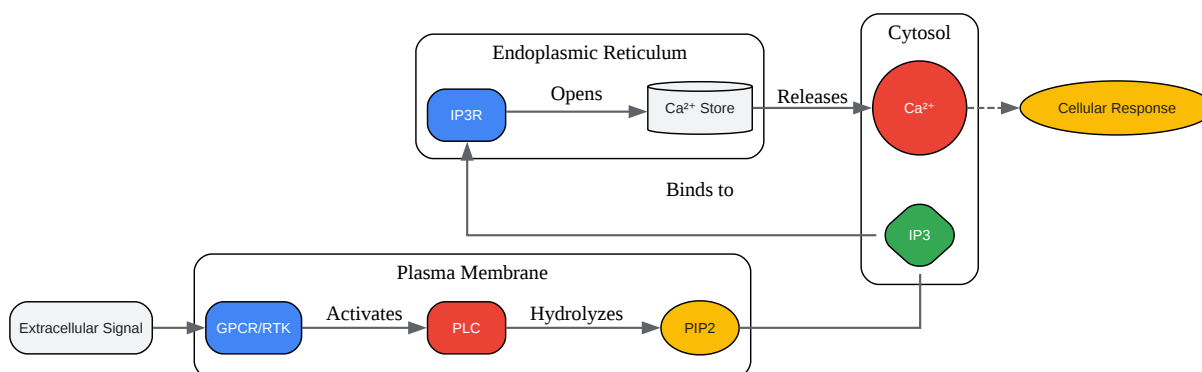 Cytosol
Endoplasmic Reticulum
IP3R
Opens
Ca²⁺ Store
Releases
Ca²⁺
Cellular Response
Binds to
IP3
Plasma Membrane
Extracellular Signal
GPCR/RTK
Activates
PLC
Hydrolyzes
PIP2